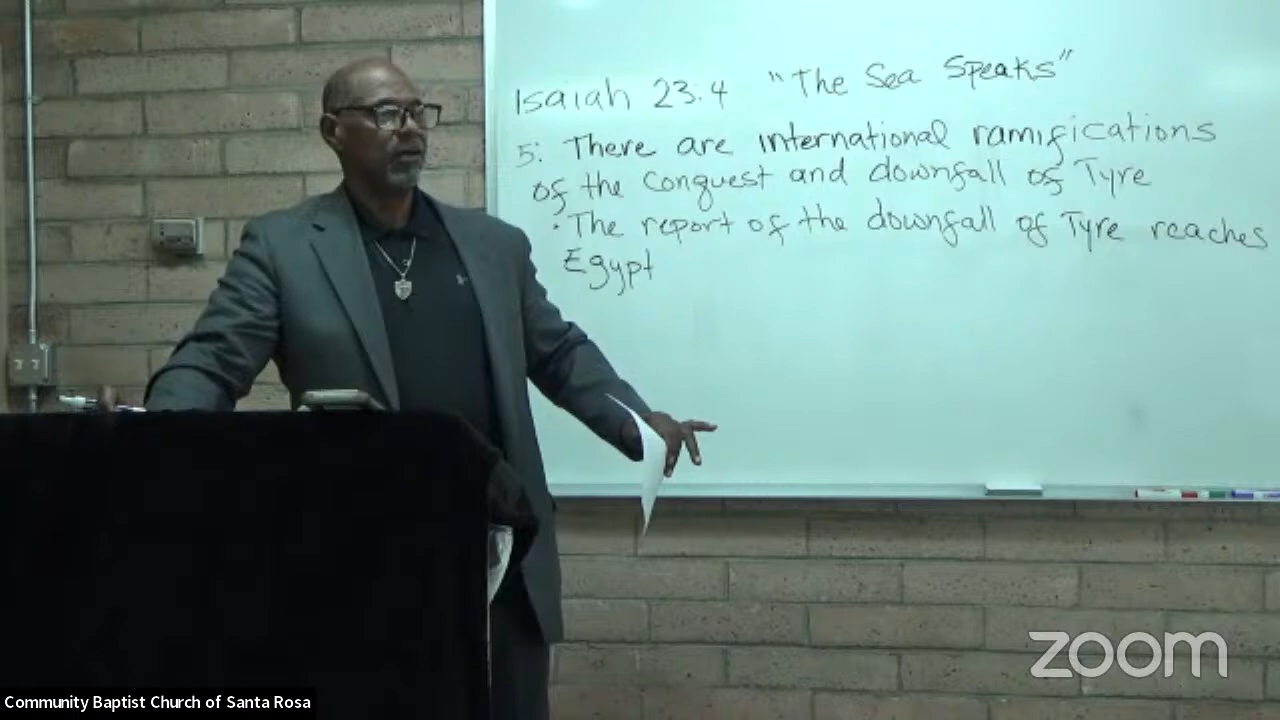 Isaiah 23.4 "The Sea Speaks"
5: There are international ramifications
of the conquest and downfall of Tyre
· The report of the downfall of Tyre reaches
Egypt
zoom
Community Baptist Church of Santa Rosa